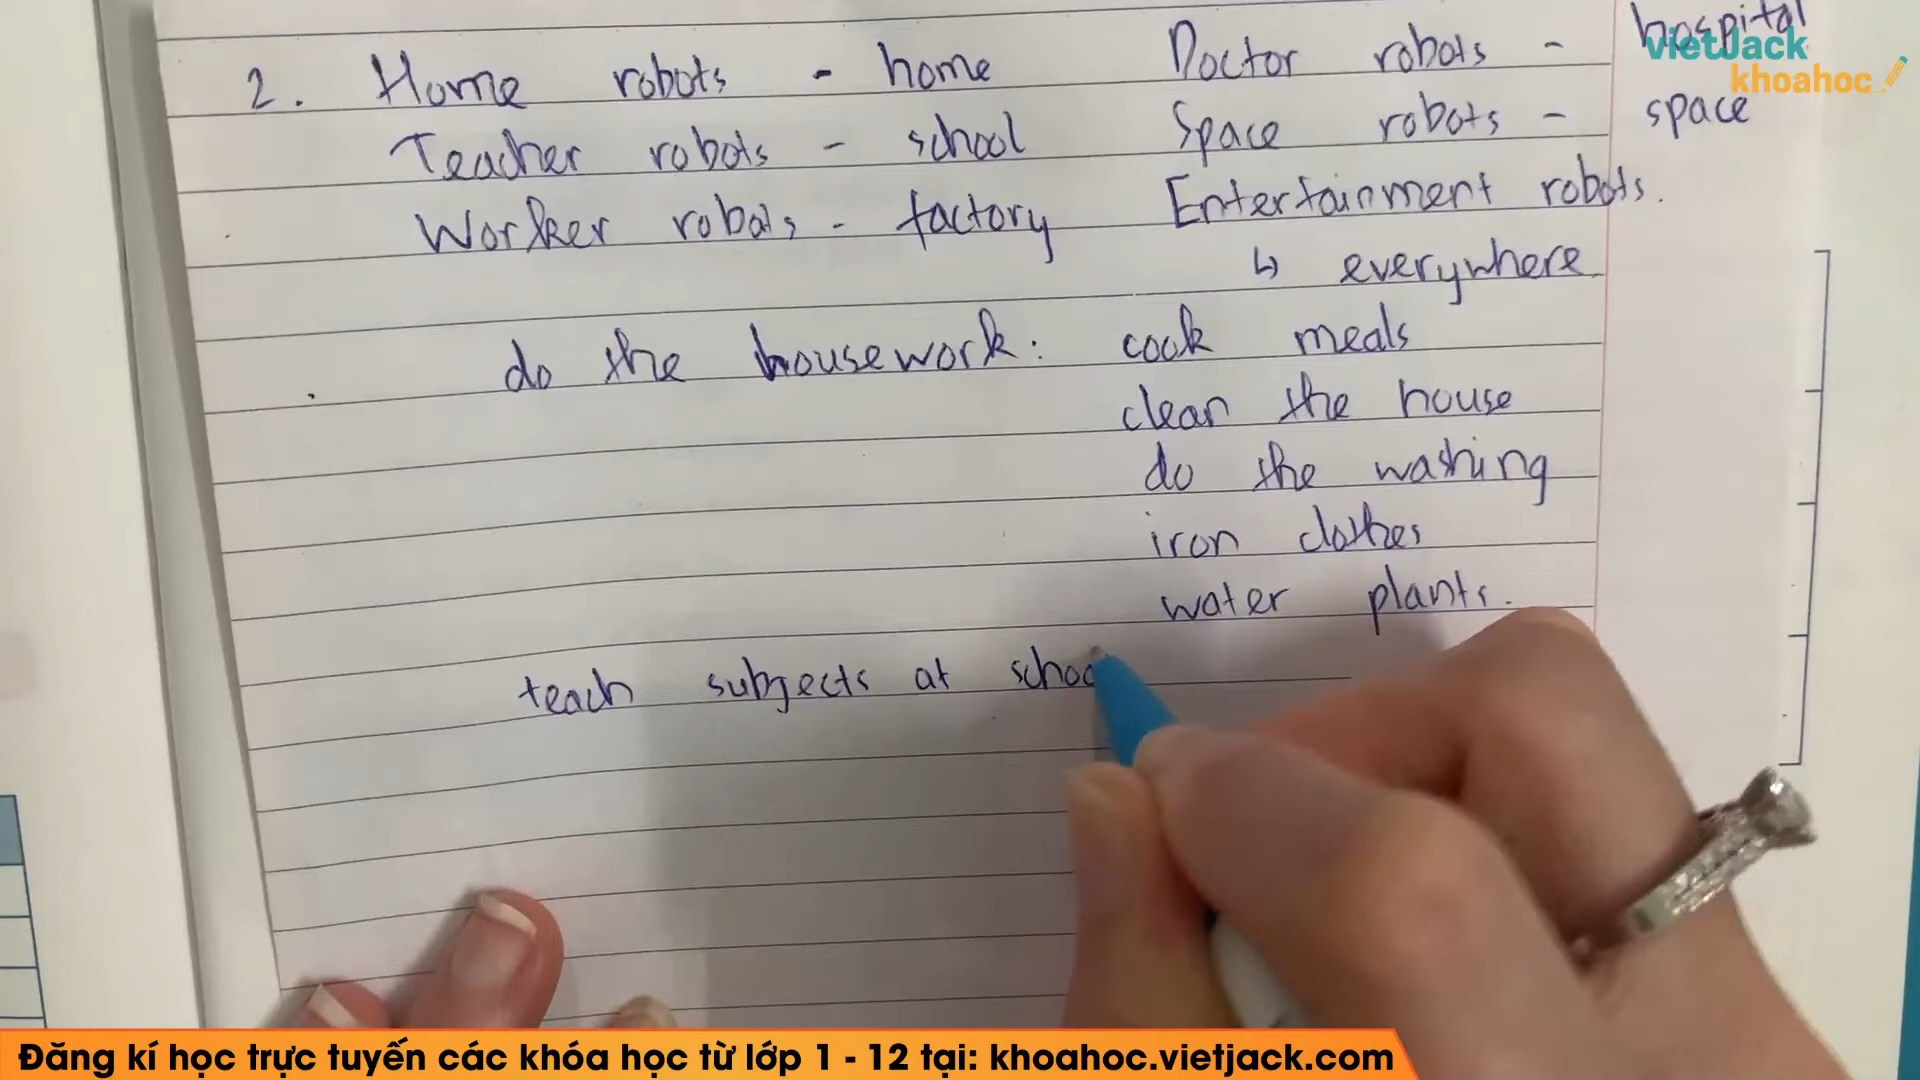 2. Home robots - home
Teacher robots - school
Worker robots - factory
Doctor robots - hospital
Space robots - space
Entertainment robots.
↳ everywhere
do the housework: cook meals
clean the house
do the washing
iron clothes
water plants.
teach subjects at schoo
vietJack
khoahoc
Đăng kí học trực tuyến các khóa học từ lớp 1 - 12 tại: khoahoc.vietjack.com